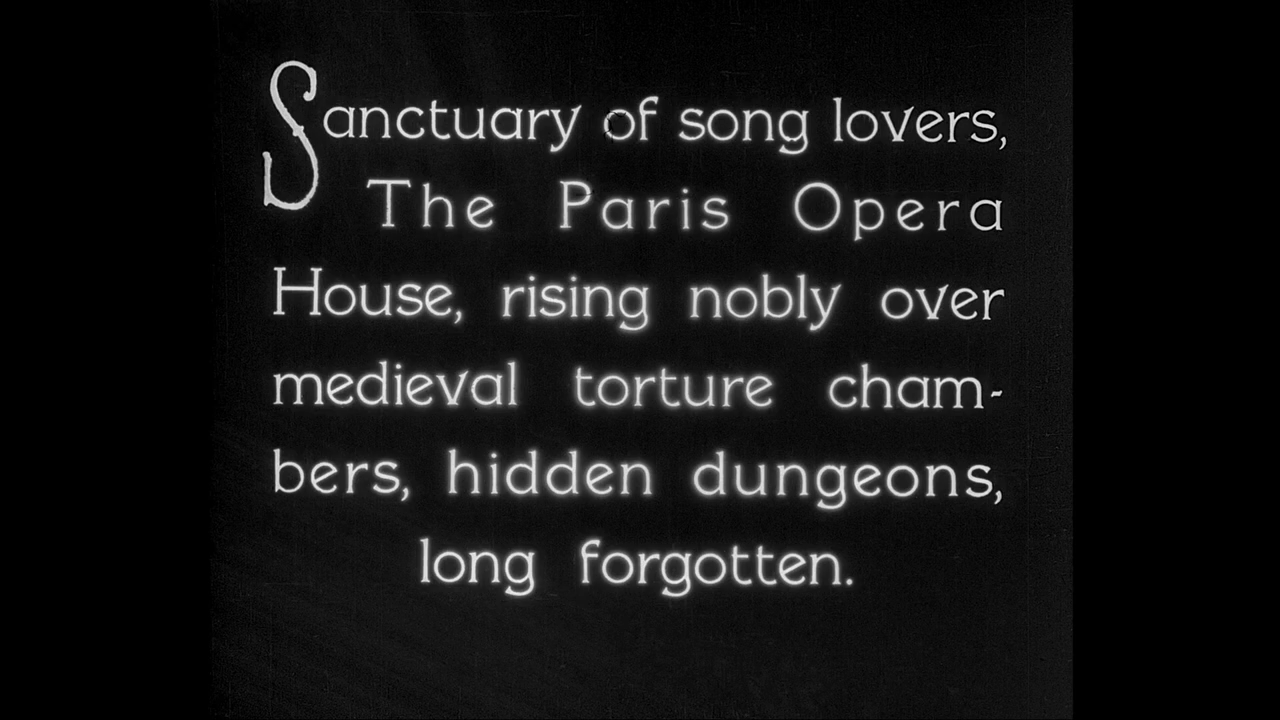 Sanctuary of song lovers,
The Paris Opera
House, rising nobly over
medieval torture cham-
bers, hidden dungeons,
long forgotten.